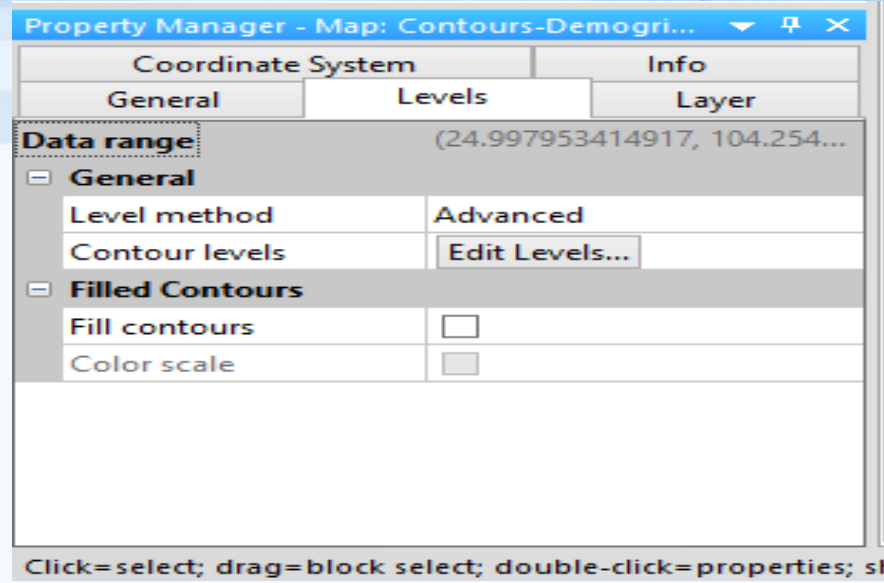 Property Manager - Map: Contours-Demogri...
Coordinate System Info
General Levels Layer
Data range (24.997953414917, 104.254...
General
Level method Advanced
Contour levels Edit Levels...
Filled Contours
Fill contours
Color scale
Click=select; drag=block select; double-click=properties;